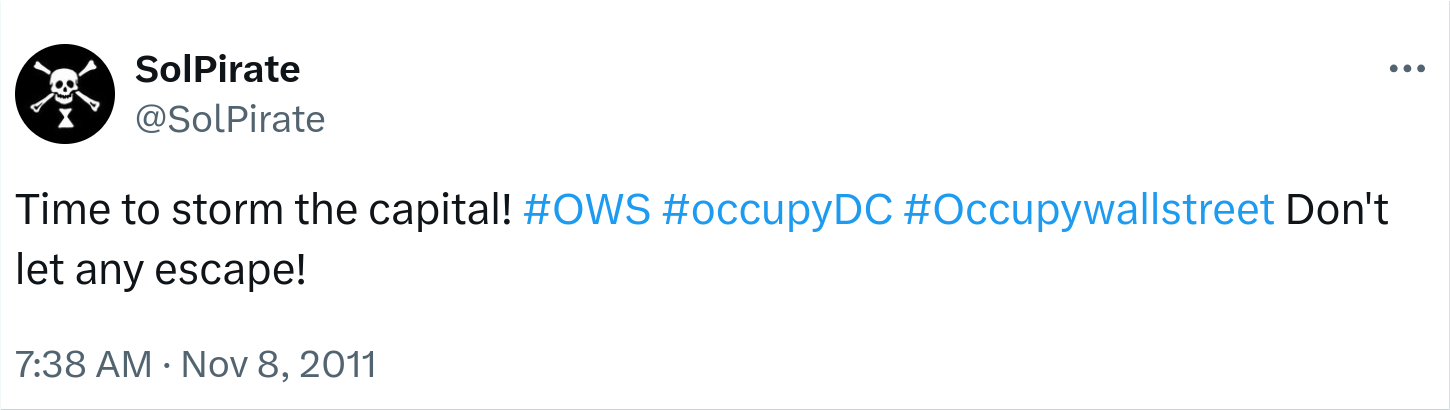 SolPirate
@SolPirate
Time to storm the capital! #OWS #occupyDC #Occupywallstreet Don't
let any escape!
7:38 AM · Nov 8, 2011